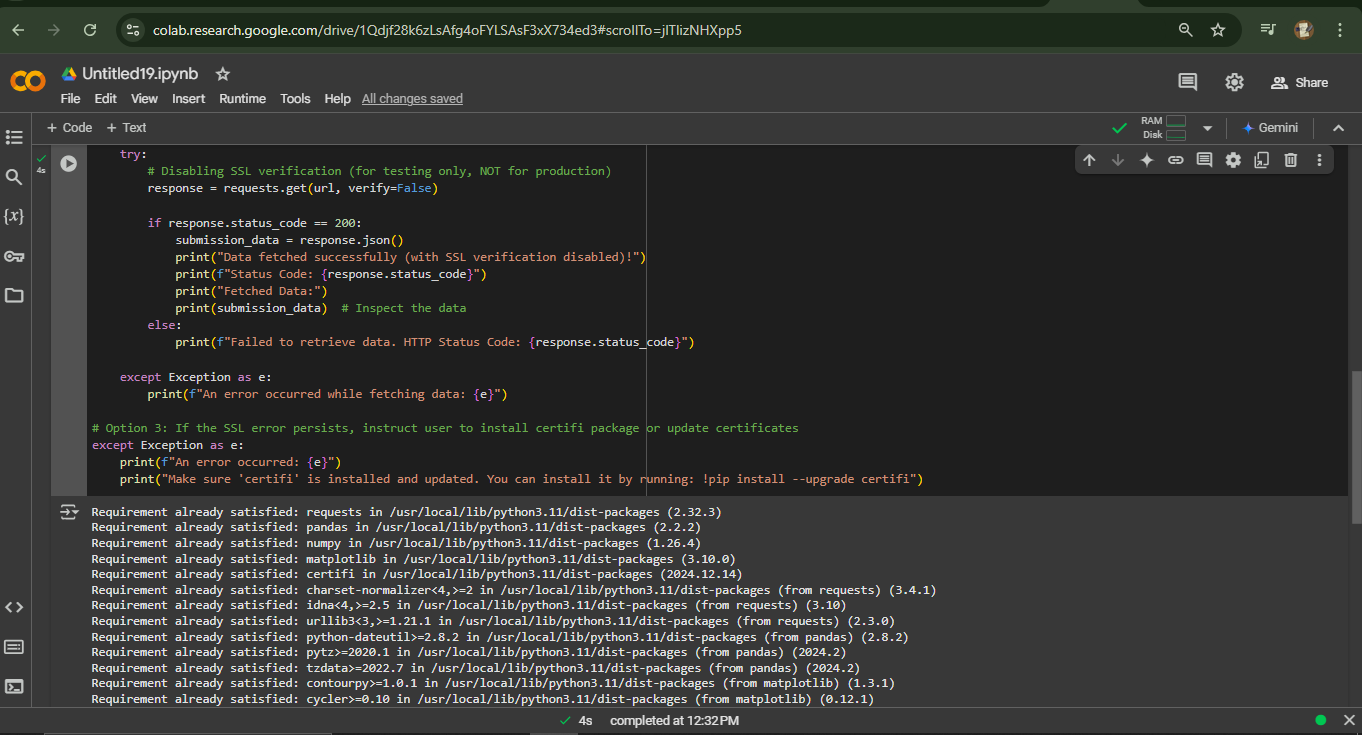 colab.research.google.com/drive/1Qdjf28k6zLsAfg4oFYLSAsF3xX734ed3#scrollTo=jITIizNHXpp5
CO
Untitled19.ipynb
File Edit View Insert Runtime Tools Help All changes saved
Share
+ Code + Text
RAM
Disk
Gemini
4s
try:
# Disabling SSL verification (for testing only, NOT for production)
response = requests.get(url, verify=False)
if response.status_code == 200:
submission_data = response.json()
print("Data fetched successfully (with SSL verification disabled)!")
print(f"Status Code: {response.status_code}")
print("Fetched Data:")
print(submission_data)  # Inspect the data
else:
print(f"Failed to retrieve data. HTTP Status Code: {response.status_code}")
except Exception as e:
print(f"An error occurred while fetching data: {e}")
# Option 3: If the SSL error persists, instruct user to install certifi package or update certificates
except Exception as e:
print(f"An error occurred: {e}")
print("Make sure 'certifi' is installed and updated. You can install it by running: !pip install --upgrade certifi")
Requirement already satisfied: requests in /usr/local/lib/python3.11/dist-packages (2.32.3)
Requirement already satisfied: pandas in /usr/local/lib/python3.11/dist-packages (2.2.2)
Requirement already satisfied: numpy in /usr/local/lib/python3.11/dist-packages (1.26.4)
Requirement already satisfied: matplotlib in /usr/local/lib/python3.11/dist-packages (3.10.0)
Requirement already satisfied: certifi in /usr/local/lib/python3.11/dist-packages (2024.12.14)
Requirement already satisfied: charset-normalizer<4,>=2 in /usr/local/lib/python3.11/dist-packages (from requests) (3.4.1)
Requirement already satisfied: idna<4,>=2.5 in /usr/local/lib/python3.11/dist-packages (from requests) (3.10)
Requirement already satisfied: urllib3<3,>=1.21.1 in /usr/local/lib/python3.11/dist-packages (from requests) (2.3.0)
Requirement already satisfied: python-dateutil>=2.8.2 in /usr/local/lib/python3.11/dist-packages (from pandas) (2.8.2)
Requirement already satisfied: pytz>=2020.1 in /usr/local/lib/python3.11/dist-packages (from pandas) (2024.2)
Requirement already satisfied: tzdata>=2022.7 in /usr/local/lib/python3.11/dist-packages (from pandas) (2024.2)
Requirement already satisfied: contourpy>=1.0.1 in /usr/local/lib/python3.11/dist-packages (from matplotlib) (1.3.1)
Requirement already satisfied: cycler>=0.10 in /usr/local/lib/python3.11/dist-packages (from matplotlib) (0.12.1)
4s completed at 12:32 PM